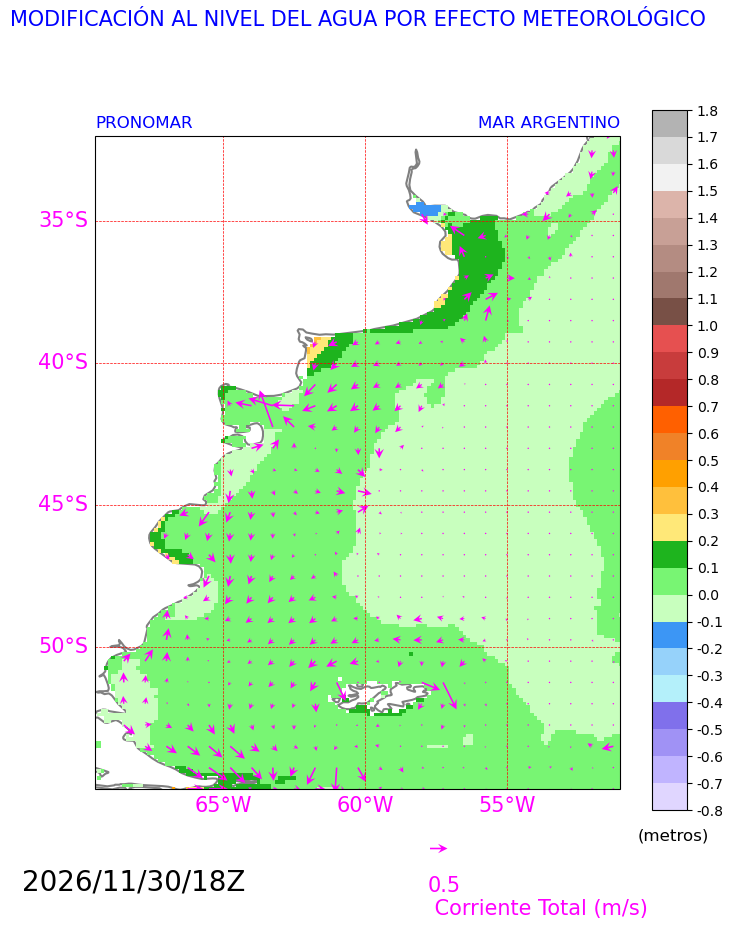 MODIFICACIÓN AL NIVEL DEL AGUA POR EFECTO METEOROLÓGICO
PRONOMAR
MAR ARGENTINO
35°S
40°S
45°S
50°S
65°W
60°W
55°W
1.8
1.7
1.6
1.5
1.4
1.3
1.2
1.1
1.0
0.9
0.8
0.7
0.6
0.5
0.4
0.3
0.2
0.1
0.0
-0.1
-0.2
-0.3
-0.4
-0.5
-0.6
-0.7
-0.8
(metros)
2026/11/30/18Z
0.5
Corriente Total (m/s)